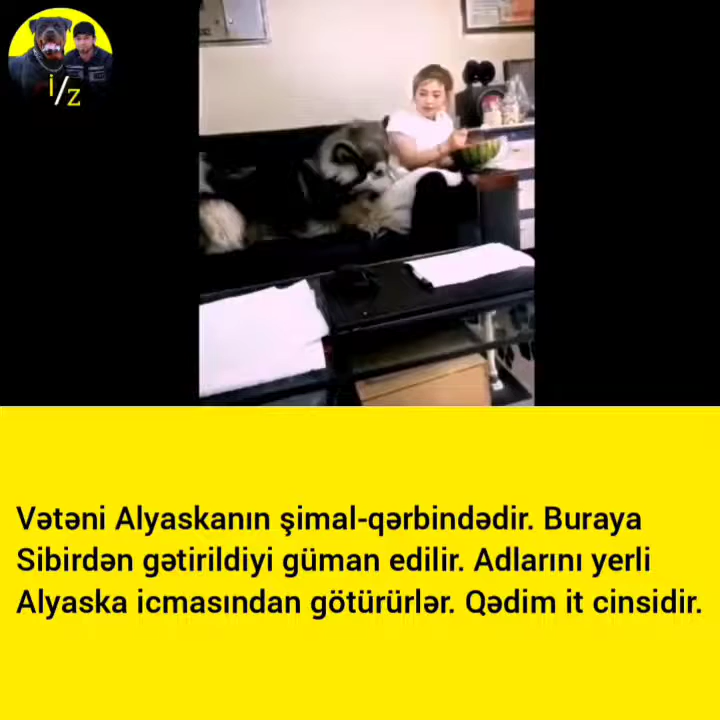 i/z
Vətəni Alyaskanın şimal-qərbindədir. Buraya
Sibirdən gətirildiyi güman edilir. Adlarını yerli
Alyaska icmasından götürürlər. Qədim it cinsidir.